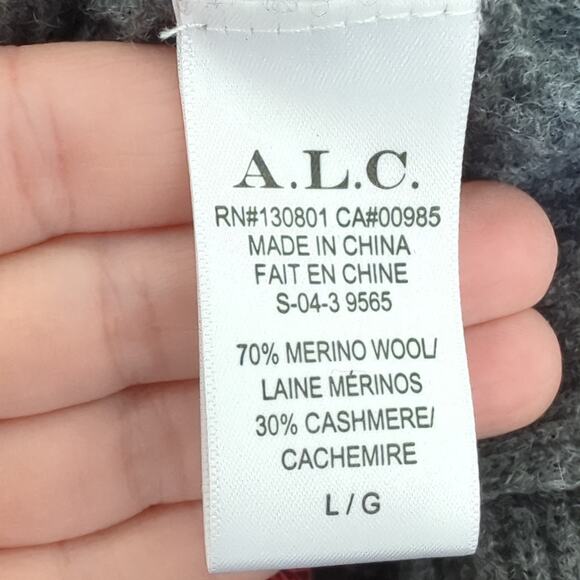 A.L.C.
RN#130801 CA#00985
MADE IN CHINA
FAIT EN CHINE
S-04-3 9565
70% MERINO WOOL/
LAINE MÉRINOS
30% CASHMERE/
CACHEMIRE
L / G